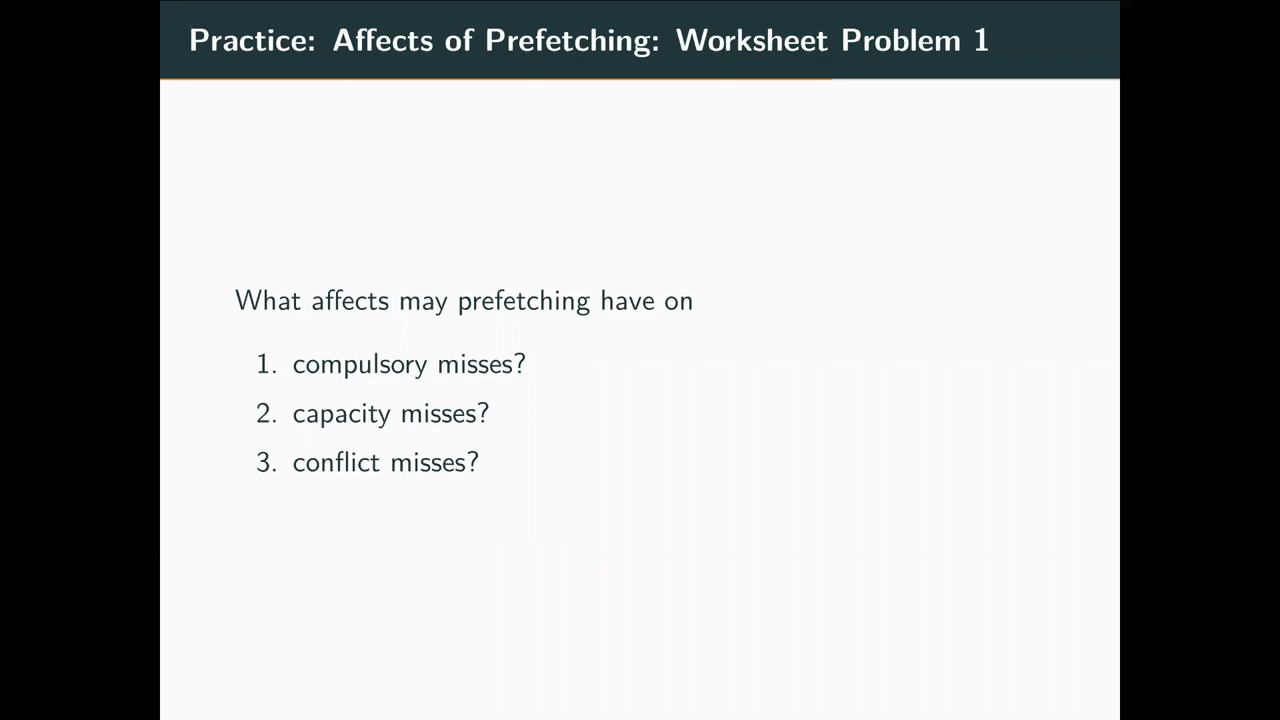 Practice: Affects of Prefetching: Worksheet Problem 1
What affects may prefetching have on
1. compulsory misses?
2. capacity misses?
3. conflict misses?